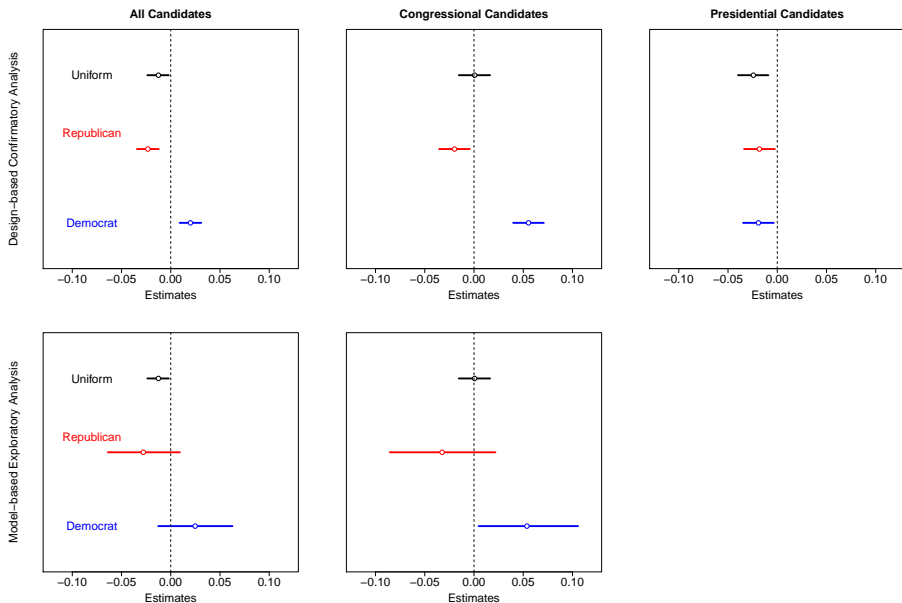 All Candidates
Congressional Candidates
Presidential Candidates
Design−based Confirmatory Analysis
Uniform
Republican
Democrat
−0.10 −0.05 0.00 0.05 0.10
Estimates
−0.10 −0.05 0.00 0.05 0.10
Estimates
−0.10 −0.05 0.00 0.05 0.10
Estimates
Model−based Exploratory Analysis
Uniform
Republican
Democrat
−0.10 −0.05 0.00 0.05 0.10
Estimates
−0.10 −0.05 0.00 0.05 0.10
Estimates